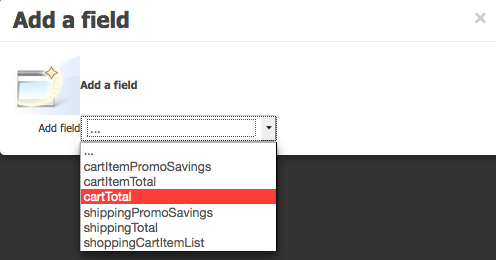 Add a field
×
Add a field
Add field ...
...
cartItemPromoSavings
cartItemTotal
cartTotal
shippingPromoSavings
shippingTotal
shoppingCartItemList